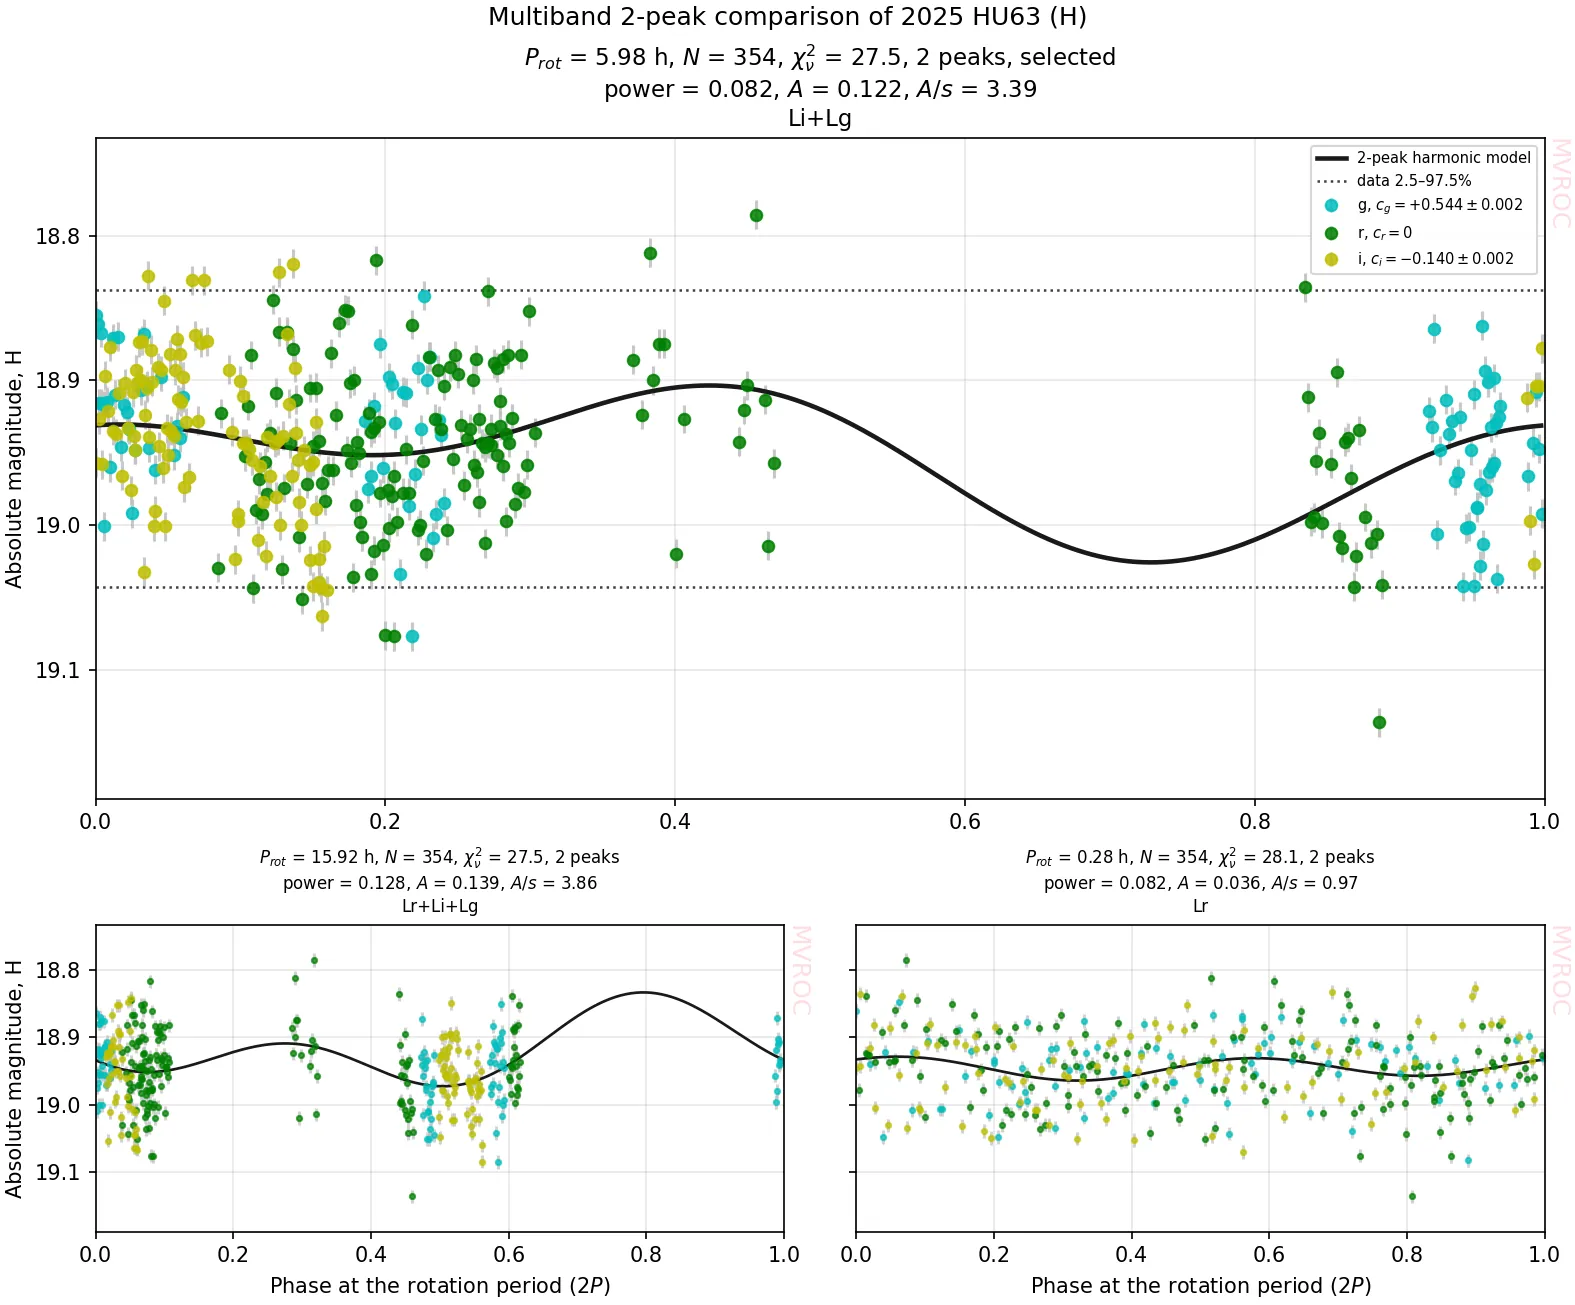 Multiband 2-peak comparison of 2025 HU63 (H)
P_rot = 5.98 h, N = 354, χ²_ν = 27.5, 2 peaks, selected
power = 0.082, A = 0.122, A/s = 3.39
Li+Lg
2-peak harmonic model
data 2.5–97.5%
g, c_g = +0.544 ± 0.002
r, c_r = 0
i, c_i = −0.140 ± 0.002
MVROC
Absolute magnitude, H
18.8
18.9
19.0
19.1
0.0 0.2 0.4 0.6 0.8 1.0
P_rot = 15.92 h, N = 354, χ²_ν = 27.5, 2 peaks
power = 0.128, A = 0.139, A/s = 3.86
Lr+Li+Lg
MVROC
Absolute magnitude, H
18.8
18.9
19.0
19.1
0.0 0.2 0.4 0.6 0.8 1.0
Phase at the rotation period (2P)
P_rot = 0.28 h, N = 354, χ²_ν = 28.1, 2 peaks
power = 0.082, A = 0.036, A/s = 0.97
Lr
MVROC
0.0 0.2 0.4 0.6 0.8 1.0
Phase at the rotation period (2P)